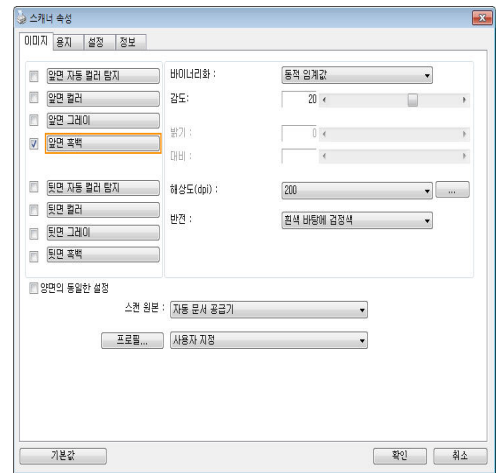 스캐너 속성
이미지 용지 설정 정보
앞면 자동 컬러 탐지
앞면 컬러
앞면 그레이
앞면 흑백
뒷면 자동 컬러 탐지
뒷면 컬러
뒷면 그레이
뒷면 흑백
바이너리화 : 동적 임계값
감도: 20
밝기 : 0
대비 :
해상도(dpi) : 200 ...
반전 : 흰색 바탕에 검정색
양면의 동일한 설정
스캔 원본 : 자동 문서 공급기
프로필... 사용자 지정
기본값 확인 취소